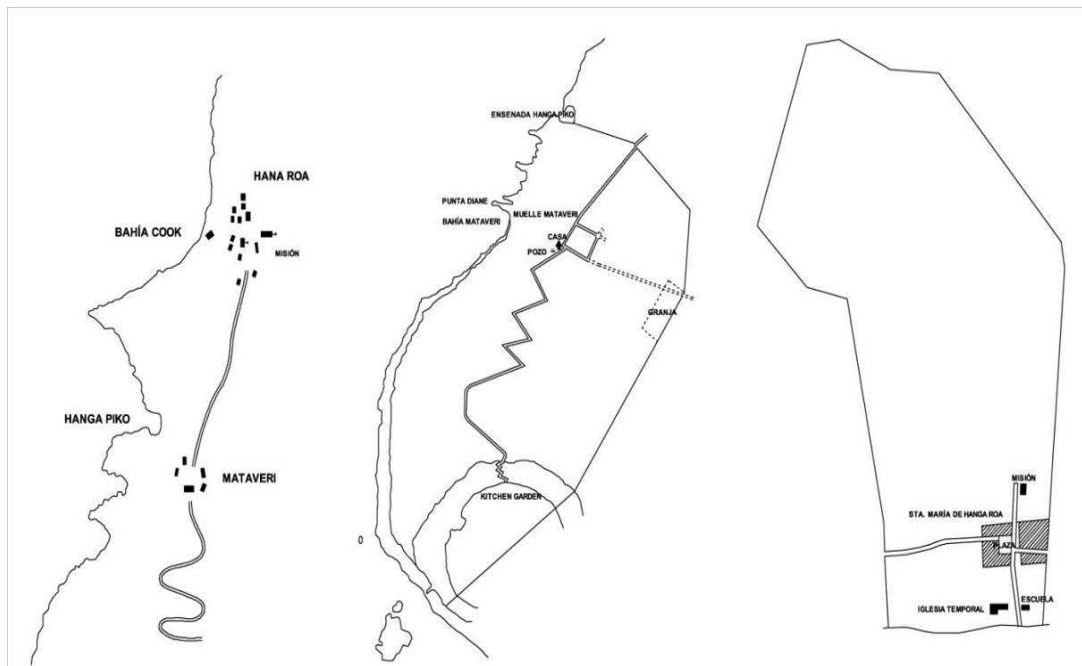 HANA ROA
BAHÍA COOK
MISIÓN
HANGA PIKO
MATAVERI
ENSENADA HANGA PIKO
PUNTA DIANE
MUELLE MATAVERI
BAHÍA MATAVERI
CASA
POZO
GRANJA
KITCHEN GARDEN
MISIÓN
STA. MARÍA DE HANGA ROA
PLAZA
IGLESIA TEMPORAL
ESCUELA